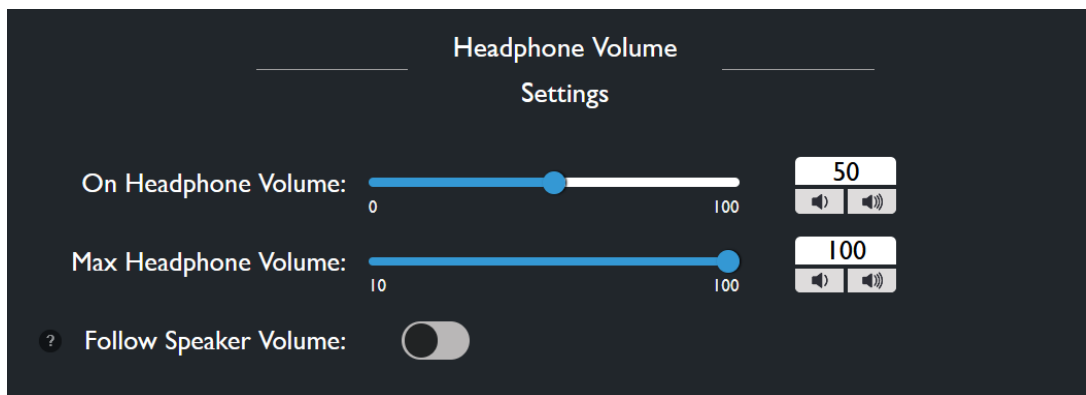 Headphone Volume
Settings
On Headphone Volume:
0
100
50
Max Headphone Volume:
10
100
100
? Follow Speaker Volume: